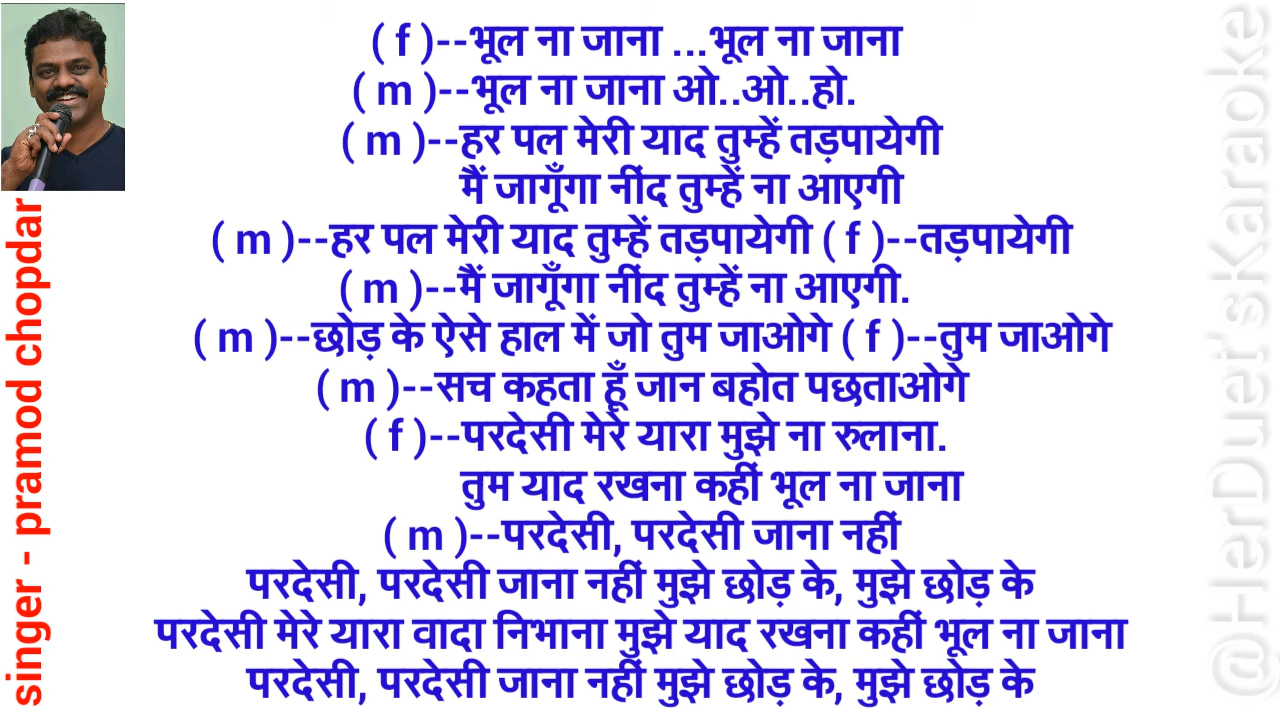 ( f )--भूल ना जाना ...भूल ना जाना
( m )--भूल ना जाना ओ..ओ..हो.
( m )--हर पल मेरी याद तुम्हें तड़पायेगी
मैं जागूँगा नींद तुम्हें ना आएगी
( m )--हर पल मेरी याद तुम्हें तड़पायेगी ( f )--तड़पायेगी
( m )--मैं जागूँगा नींद तुम्हें ना आएगी.
( m )--छोड़ के ऐसे हाल में जो तुम जाओगे ( f )--तुम जाओगे
( m )--सच कहता हूँ जान बहोत पछताओगे
( f )--परदेसी मेरे यारा मुझे ना रुलाना.
तुम याद रखना कहीं भूल ना जाना
( m )--परदेसी, परदेसी जाना नहीं
परदेसी, परदेसी जाना नहीं मुझे छोड़ के, मुझे छोड़ के
परदेसी मेरे यारा वादा निभाना मुझे याद रखना कहीं भूल ना जाना
परदेसी, परदेसी जाना नहीं मुझे छोड़ के, मुझे छोड़ के
singer - pramod chopdar
@HerDuet'sKaraoke